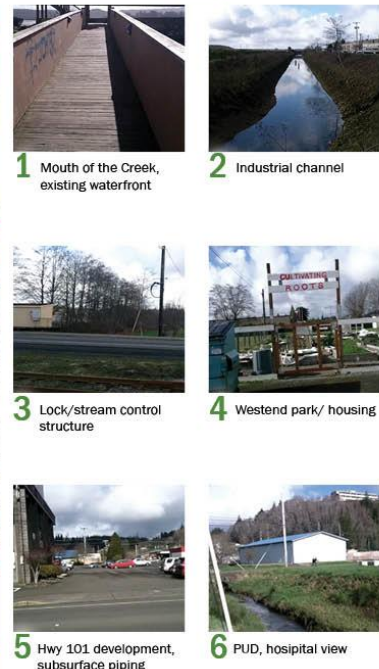 1 Mouth of the Creek,
existing waterfront
2 Industrial channel
CULTIVATING
ROOTS
3 Lock/stream control
structure
4 Westend park/ housing
5 Hwy 101 development,
subsurface piping
6 PUD, hosipital view